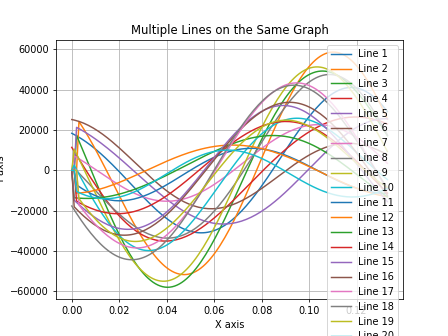 Multiple Lines on the Same Graph
60000
40000
20000
0
−20000
−40000
−60000
0.00
0.02
0.04
0.06
0.08
0.10
X axis
Line 1
Line 2
Line 3
Line 4
Line 5
Line 6
Line 7
Line 8
Line 9
Line 10
Line 11
Line 12
Line 13
Line 14
Line 15
Line 16
Line 17
Line 18
Line 19
Line 20